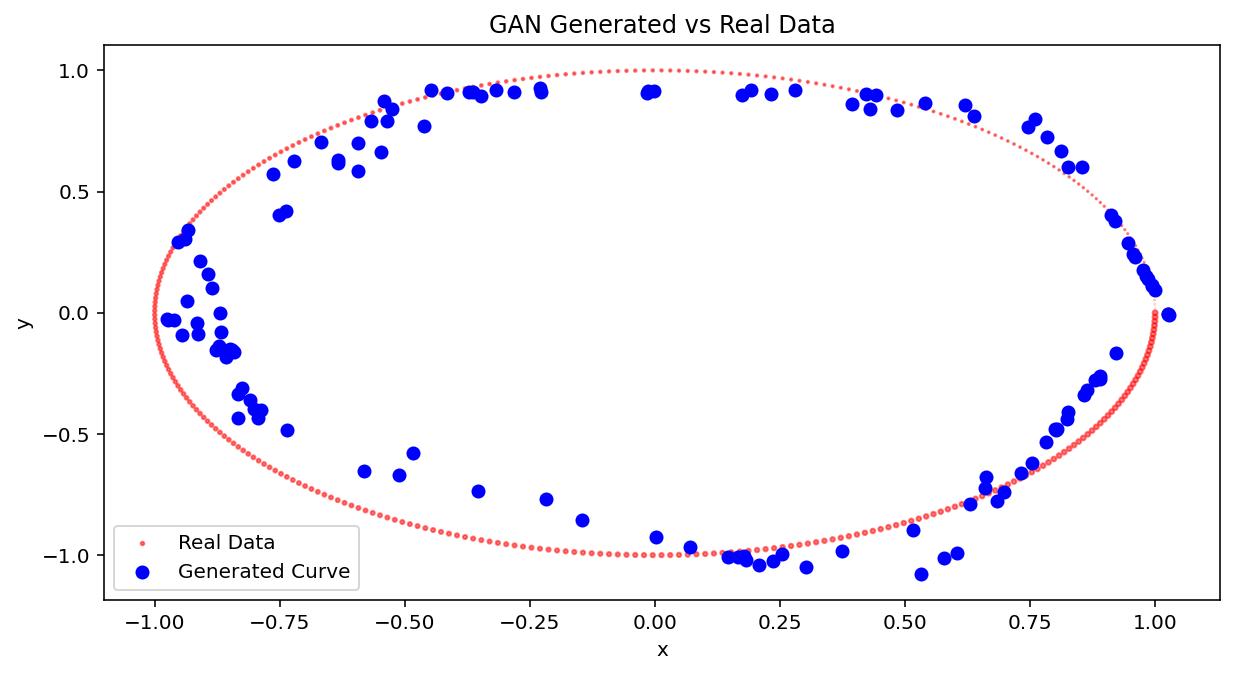 GAN Generated vs Real Data
1.0
0.5
0.0
−0.5
−1.0
y
Real Data
Generated Curve
−1.00 −0.75 −0.50 −0.25 0.00 0.25 0.50 0.75 1.00
x